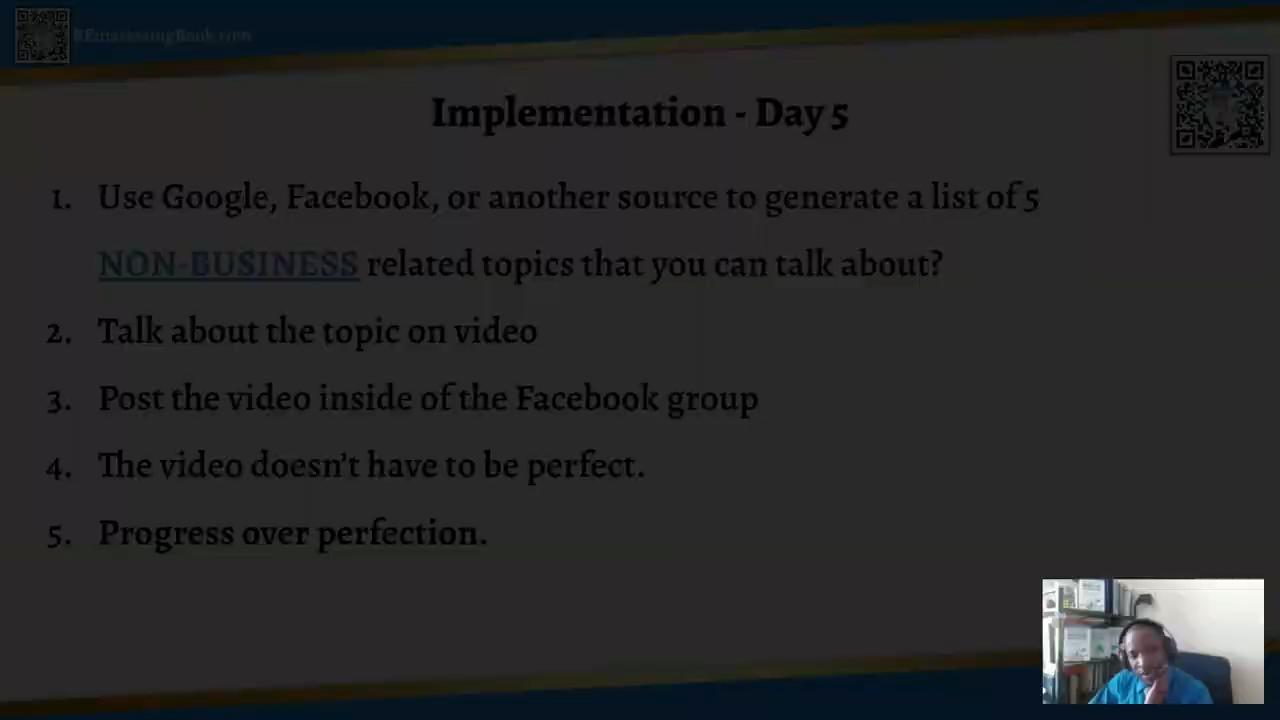 REmarketingBook.com
Implementation - Day 5
1. Use Google, Facebook, or another source to generate a list of 5
NON-BUSINESS related topics that you can talk about?
2. Talk about the topic on video
3. Post the video inside of the Facebook group
4. The video doesn't have to be perfect.
5. Progress over perfection.